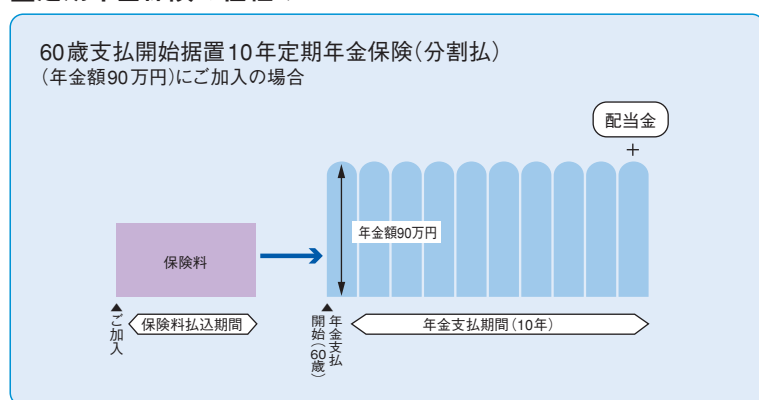 60歳支払開始据置10年定期年金保険(分割払)
(年金額90万円)にご加入の場合
配当金
+
年金額90万円
保険料
▲ご加入
保険料払込期間
▲年金支払
開始(60歳)
年金支払期間(10年)